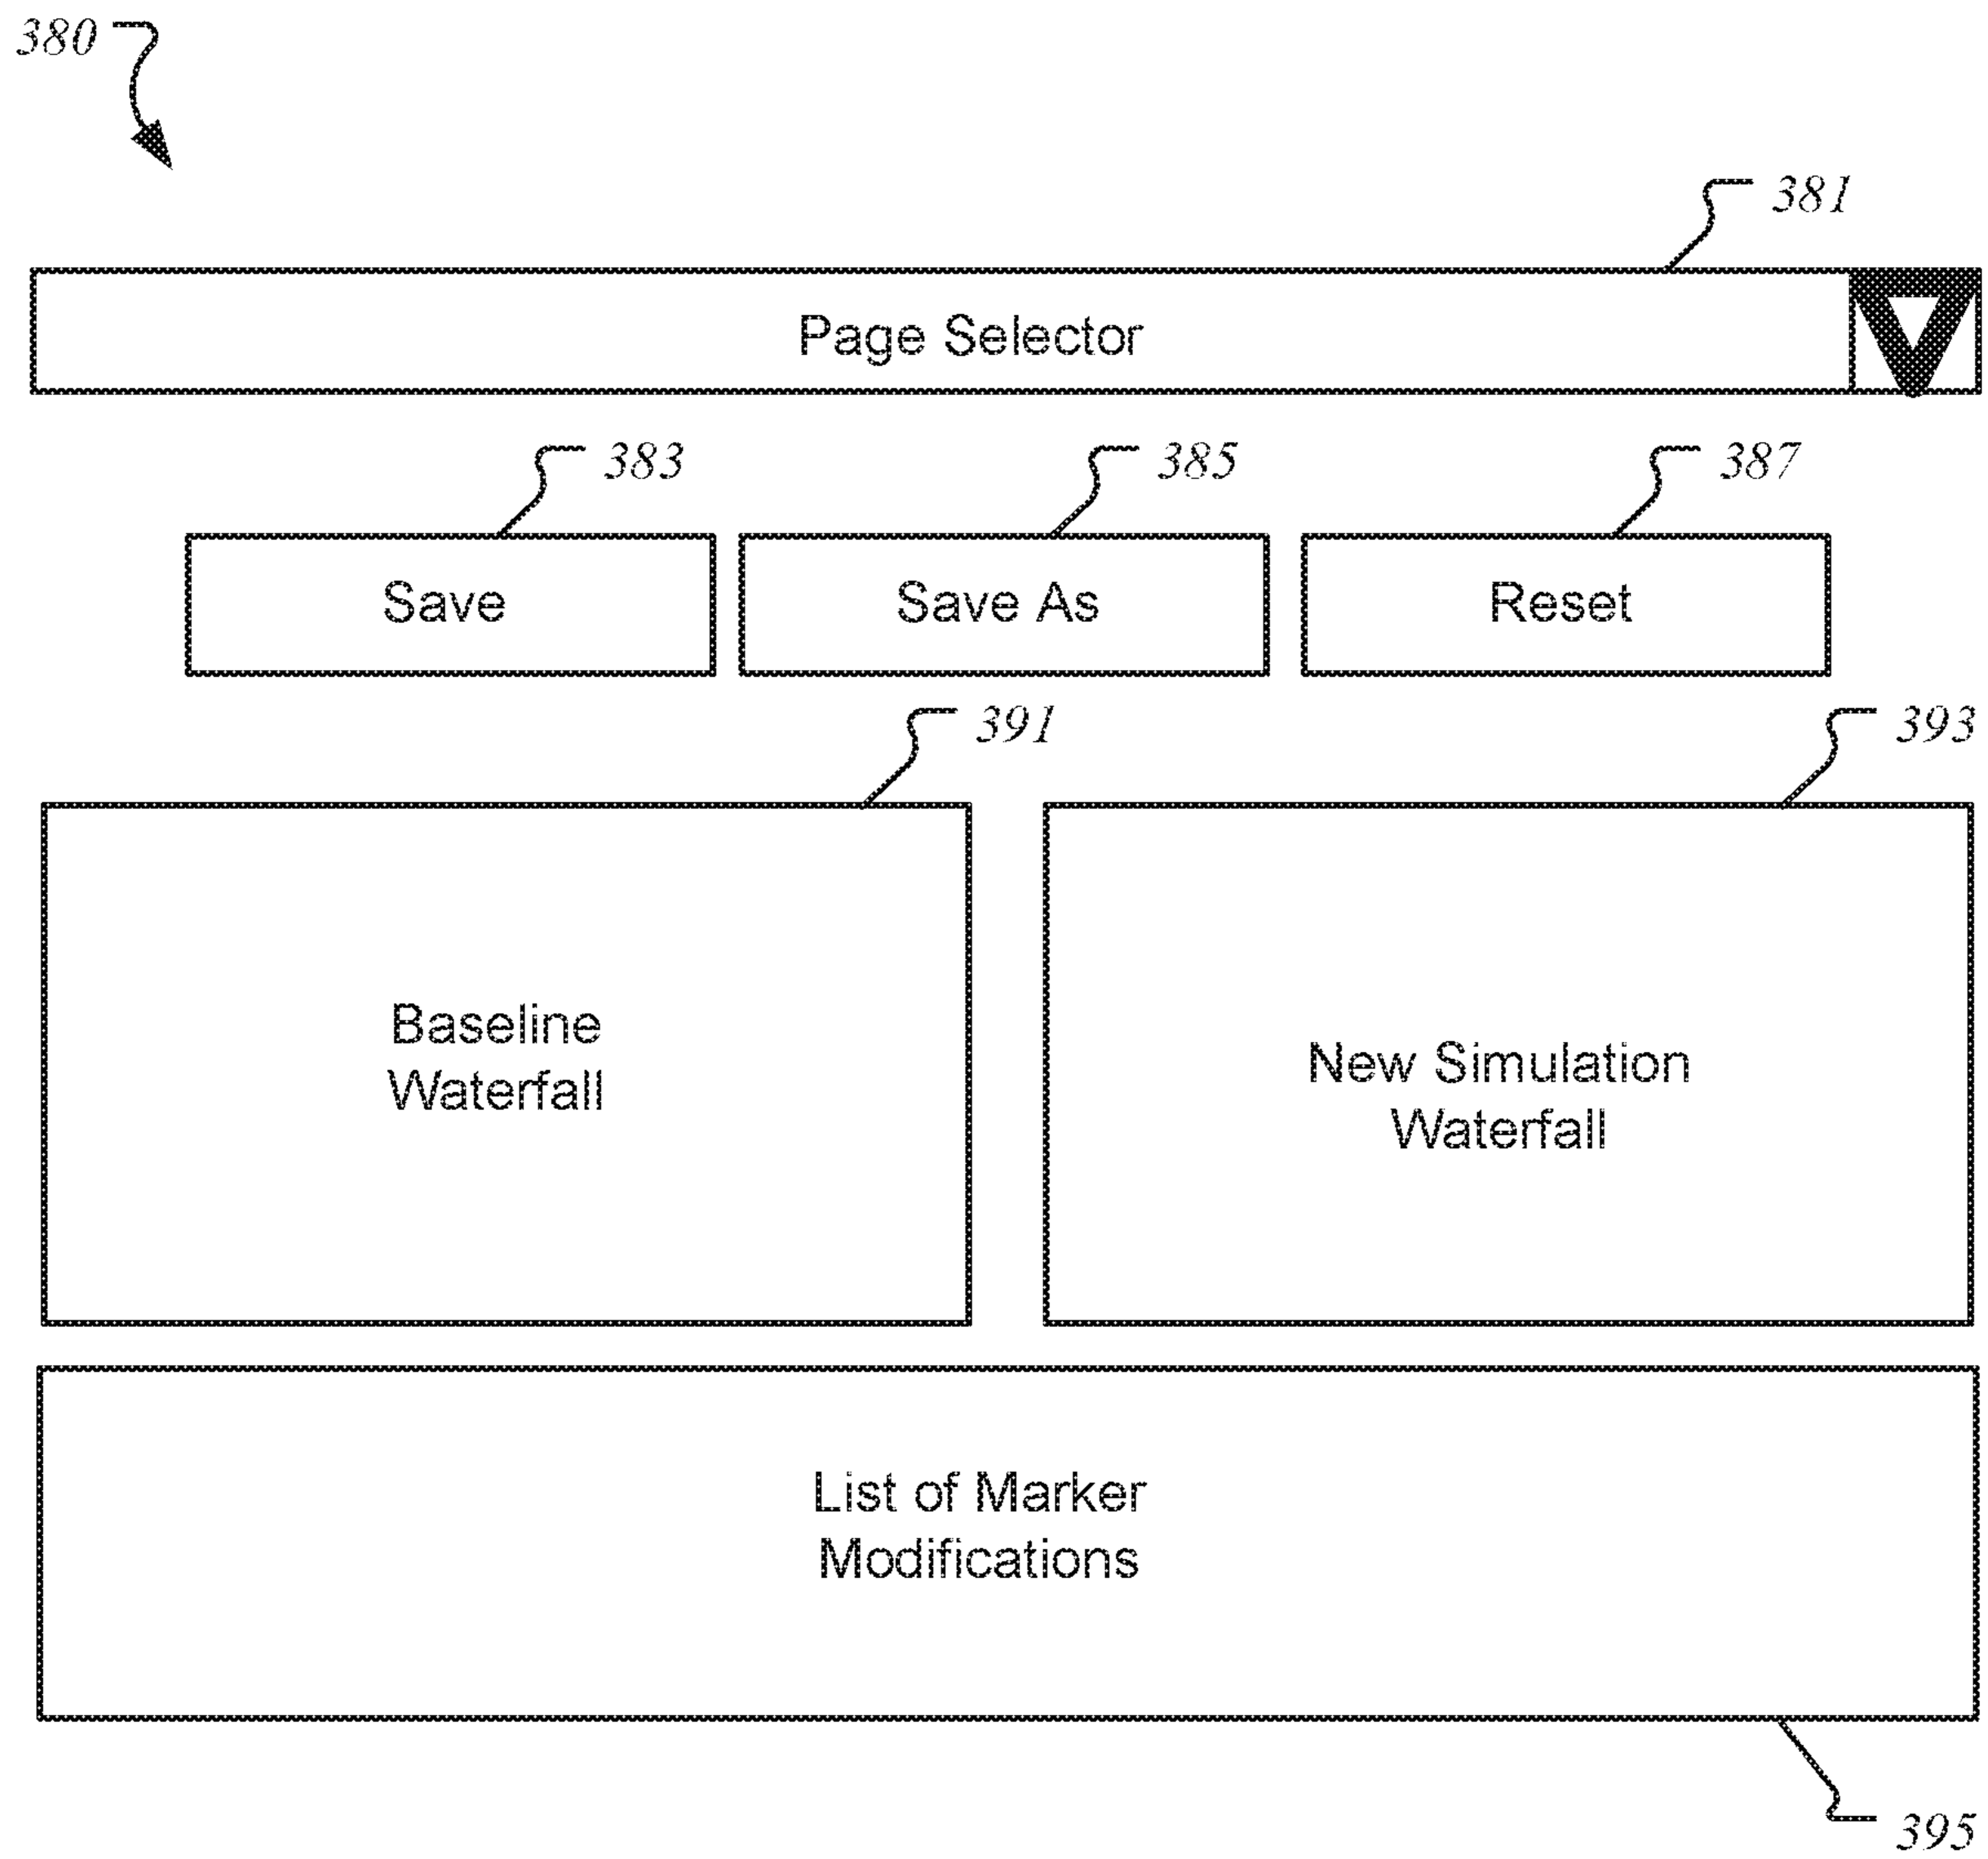 380
381
Page Selector
383
385
387
Save
Save As
Reset
391
393
Baseline
Waterfall
New Simulation
Waterfall
List of Marker
Modifications
395